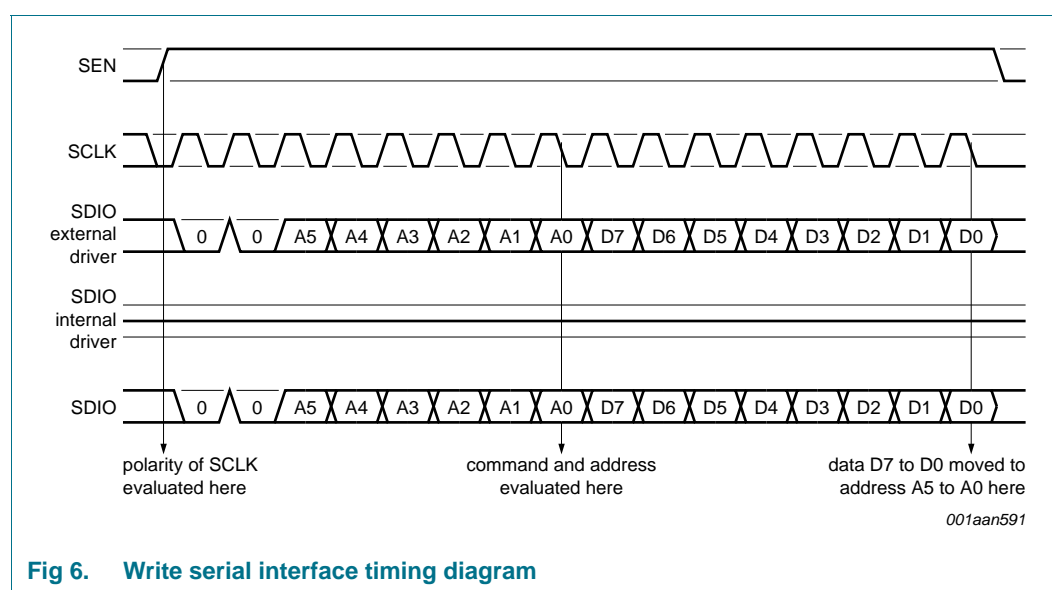 SEN
SCLK
SDIO
external
driver
0 0 A5 A4 A3 A2 A1 A0 D7 D6 D5 D4 D3 D2 D1 D0
SDIO
internal
driver
SDIO
0 0 A5 A4 A3 A2 A1 A0 D7 D6 D5 D4 D3 D2 D1 D0
polarity of SCLK
evaluated here
command and address
evaluated here
data D7 to D0 moved to
address A5 to A0 here
001aan591
Fig 6. Write serial interface timing diagram